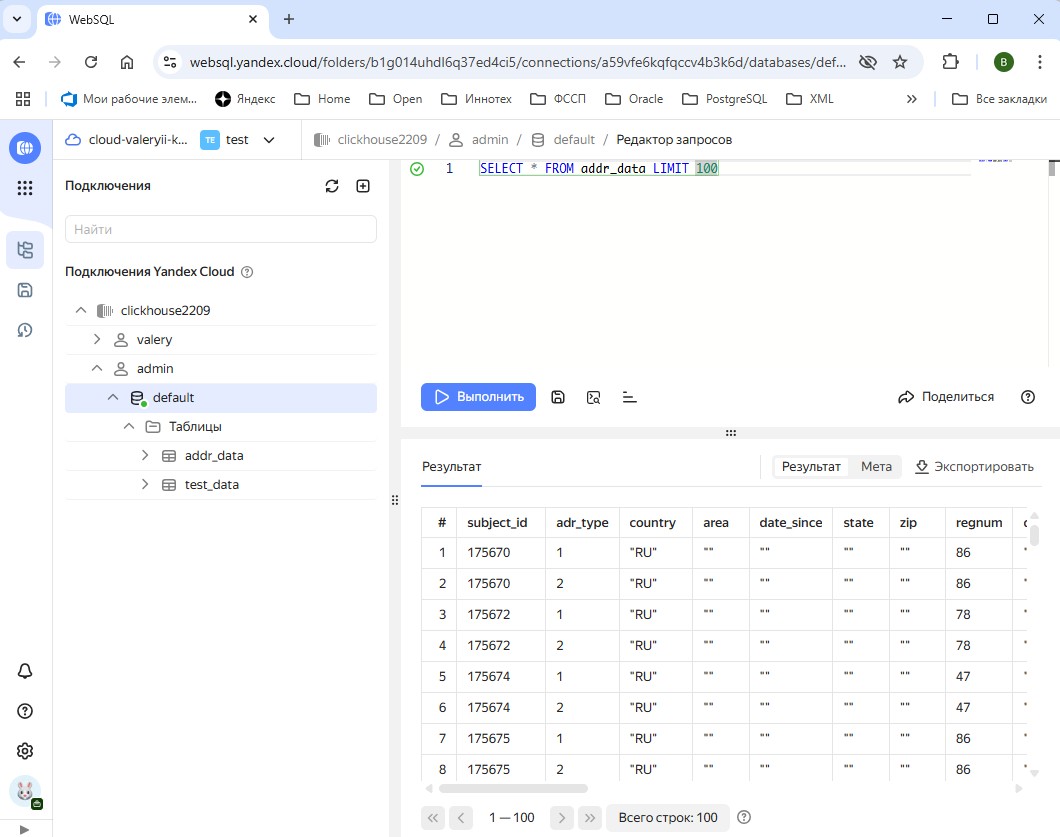 WebSQL
websql.yandex.cloud/folders/b1g014uhdl6q37ed4ci5/connections/a59vfe6kqfqccv4b3k6d/databases/def...
B
Мои рабочие элем...
Яндекс
Home
Open
Иннотех
ФССП
Oracle
PostgreSQL
XML
»
Все закладки
cloud-valeryii-k...
TE
test
clickhouse2209 / admin / default / Редактор запросов
Подключения
Найти
Подключения Yandex Cloud
clickhouse2209
valery
admin
default
Таблицы
addr_data
test_data
1 SELECT * FROM addr_data LIMIT 100
Выполнить
Поделиться
Результат
Результат Мета Экспортировать
# subject_id adr_type country area date_since state zip regnum
1 175670 1 "RU" "" "" "" "" 86 "
2 175670 2 "RU" "" "" "" "" 86 "
3 175672 1 "RU" "" "" "" "" 78 "
4 175672 2 "RU" "" "" "" "" 78 "
5 175674 1 "RU" "" "" "" "" 47 "
6 175674 2 "RU" "" "" "" "" 47 "
7 175675 1 "RU" "" "" "" "" 86 "
8 175675 2 "RU" "" "" "" "" 86 "
1 — 100
Всего строк: 100